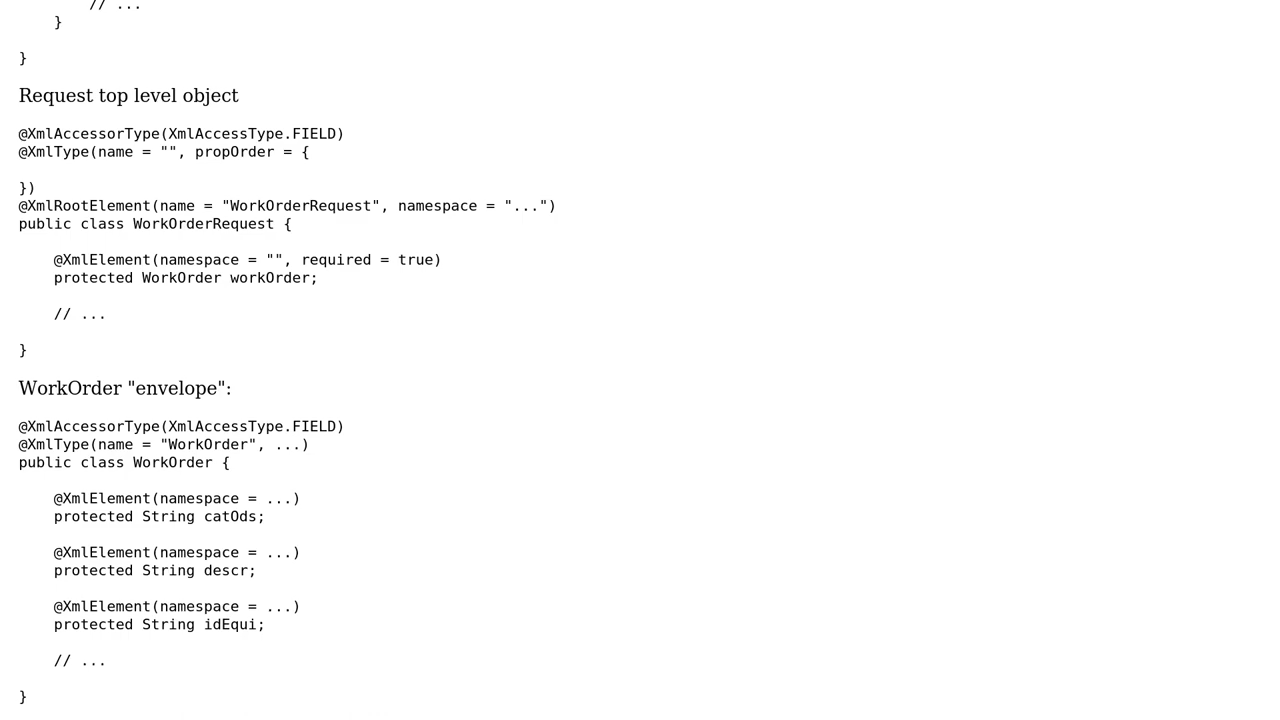 // ...
    }
}
Request top level object
@XmlAccessorType(XmlAccessType.FIELD)
@XmlType(name = "", propOrder = {
})
@XmlRootElement(name = "WorkOrderRequest", namespace = "...")
public class WorkOrderRequest {
    @XmlElement(namespace = "", required = true)
    protected WorkOrder workOrder;
    // ...
}
WorkOrder "envelope":
@XmlAccessorType(XmlAccessType.FIELD)
@XmlType(name = "WorkOrder", ...)
public class WorkOrder {
    @XmlElement(namespace = ...)
    protected String catOds;
    @XmlElement(namespace = ...)
    protected String descr;
    @XmlElement(namespace = ...)
    protected String idEqui;
    // ...
}